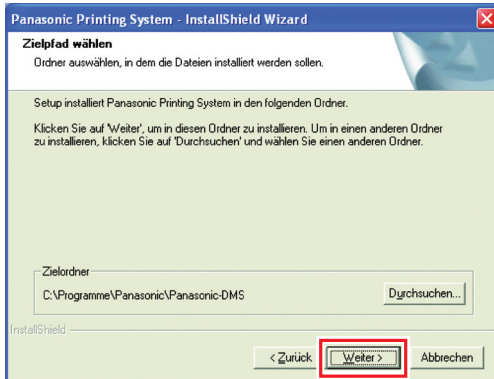 Panasonic Printing System - InstallShield Wizard
Zielpfad wählen
Ordner auswählen, in dem die Dateien installiert werden sollen.
Setup installiert Panasonic Printing System in den folgenden Ordner.
Klicken Sie auf 'Weiter', um in diesen Ordner zu installieren. Um in einen anderen Ordner
zu installieren, klicken Sie auf 'Durchsuchen' und wählen Sie einen anderen Ordner.
Zielordner
C:\Programme\Panasonic\Panasonic-DMS
Durchsuchen...
InstallShield
< Zurück
Weiter >
Abbrechen